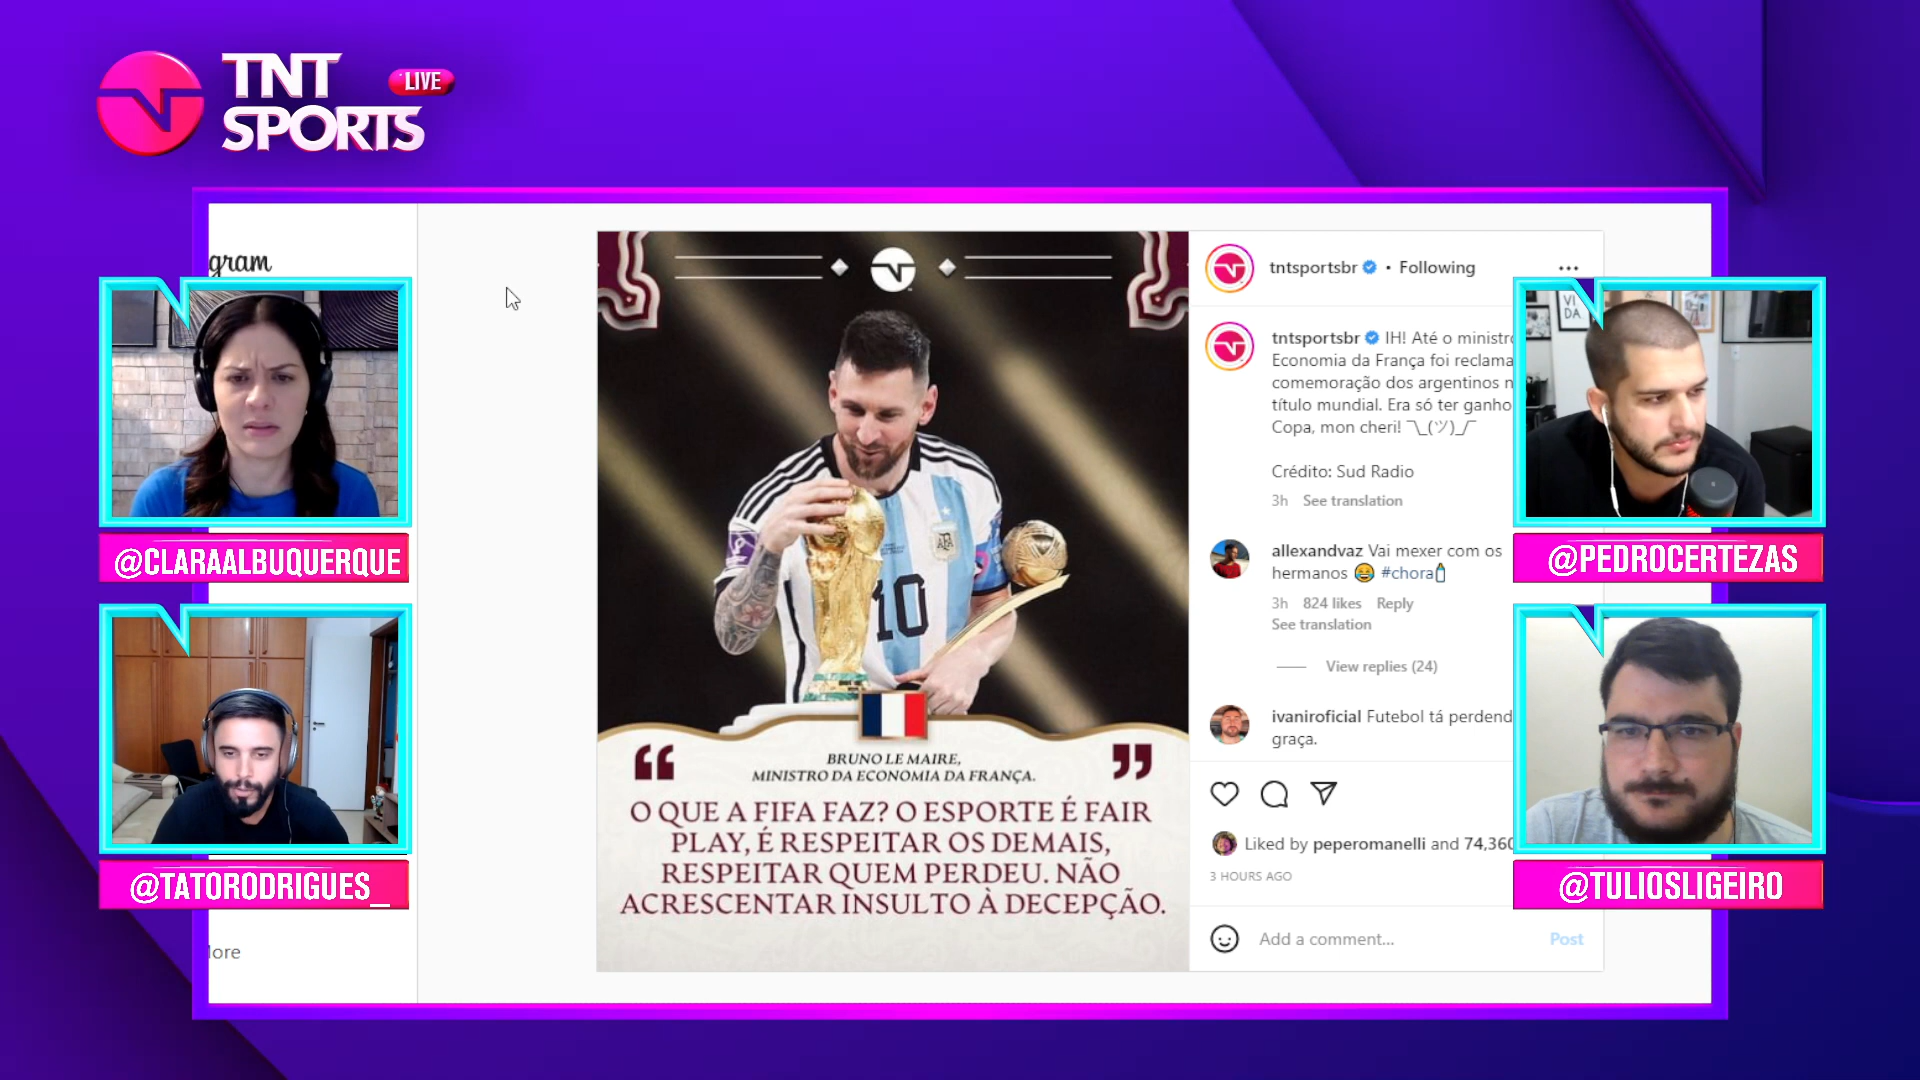 TNT
SPORTS
LIVE
gram
@CLARAALBUQUERQUE
@TATORODRIGUES_
ore
10
AFA
BRUNO LE MAIRE,
MINISTRO DA ECONOMIA DA FRANÇA.
O QUE A FIFA FAZ? O ESPORTE É FAIR
PLAY, É RESPEITAR OS DEMAIS,
RESPEITAR QUEM PERDEU. NÃO
ACRESCENTAR INSULTO À DECEPÇÃO.
tntsportsbr • Following
tntsportsbr IH! Até o ministr
Economia da França foi reclama
comemoração dos argentinos n
título mundial. Era só ter ganho
Copa, mon cheri! ¯\_(ツ)_/¯
Crédito: Sud Radio
3h See translation
allexandvaz Vai mexer com os
hermanos 😂 #chora🍼
3h 824 likes Reply
See translation
View replies (24)
ivaniroficial Futebol tá perdend
graça.
Liked by peperomanelli and 74,360
3 HOURS AGO
Add a comment... Post
VI
DA
@PEDROCERTEZAS
@TULIOSLIGEIRO